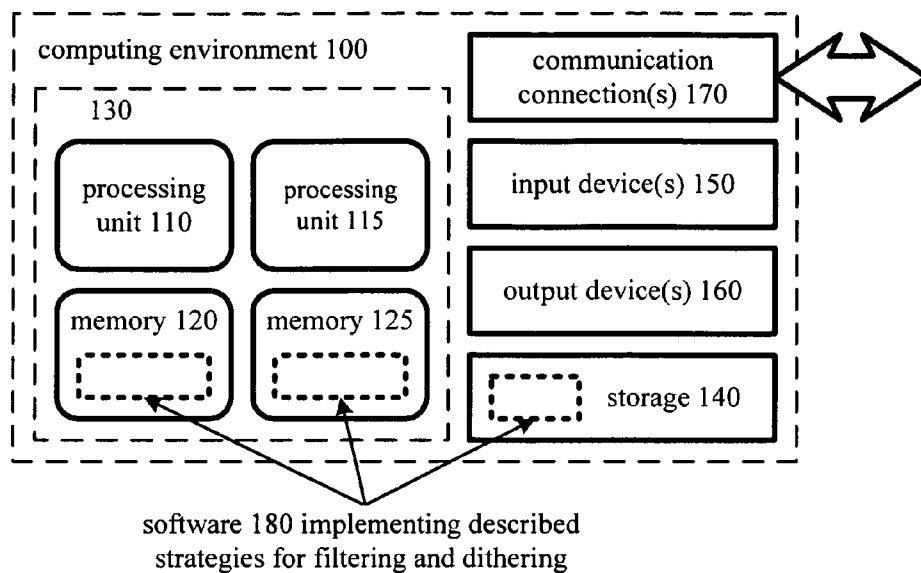 computing environment 100
130
processing
unit 110
processing
unit 115
memory 120
memory 125
communication
connection(s) 170
input device(s) 150
output device(s) 160
storage 140
software 180 implementing described
strategies for filtering and dithering